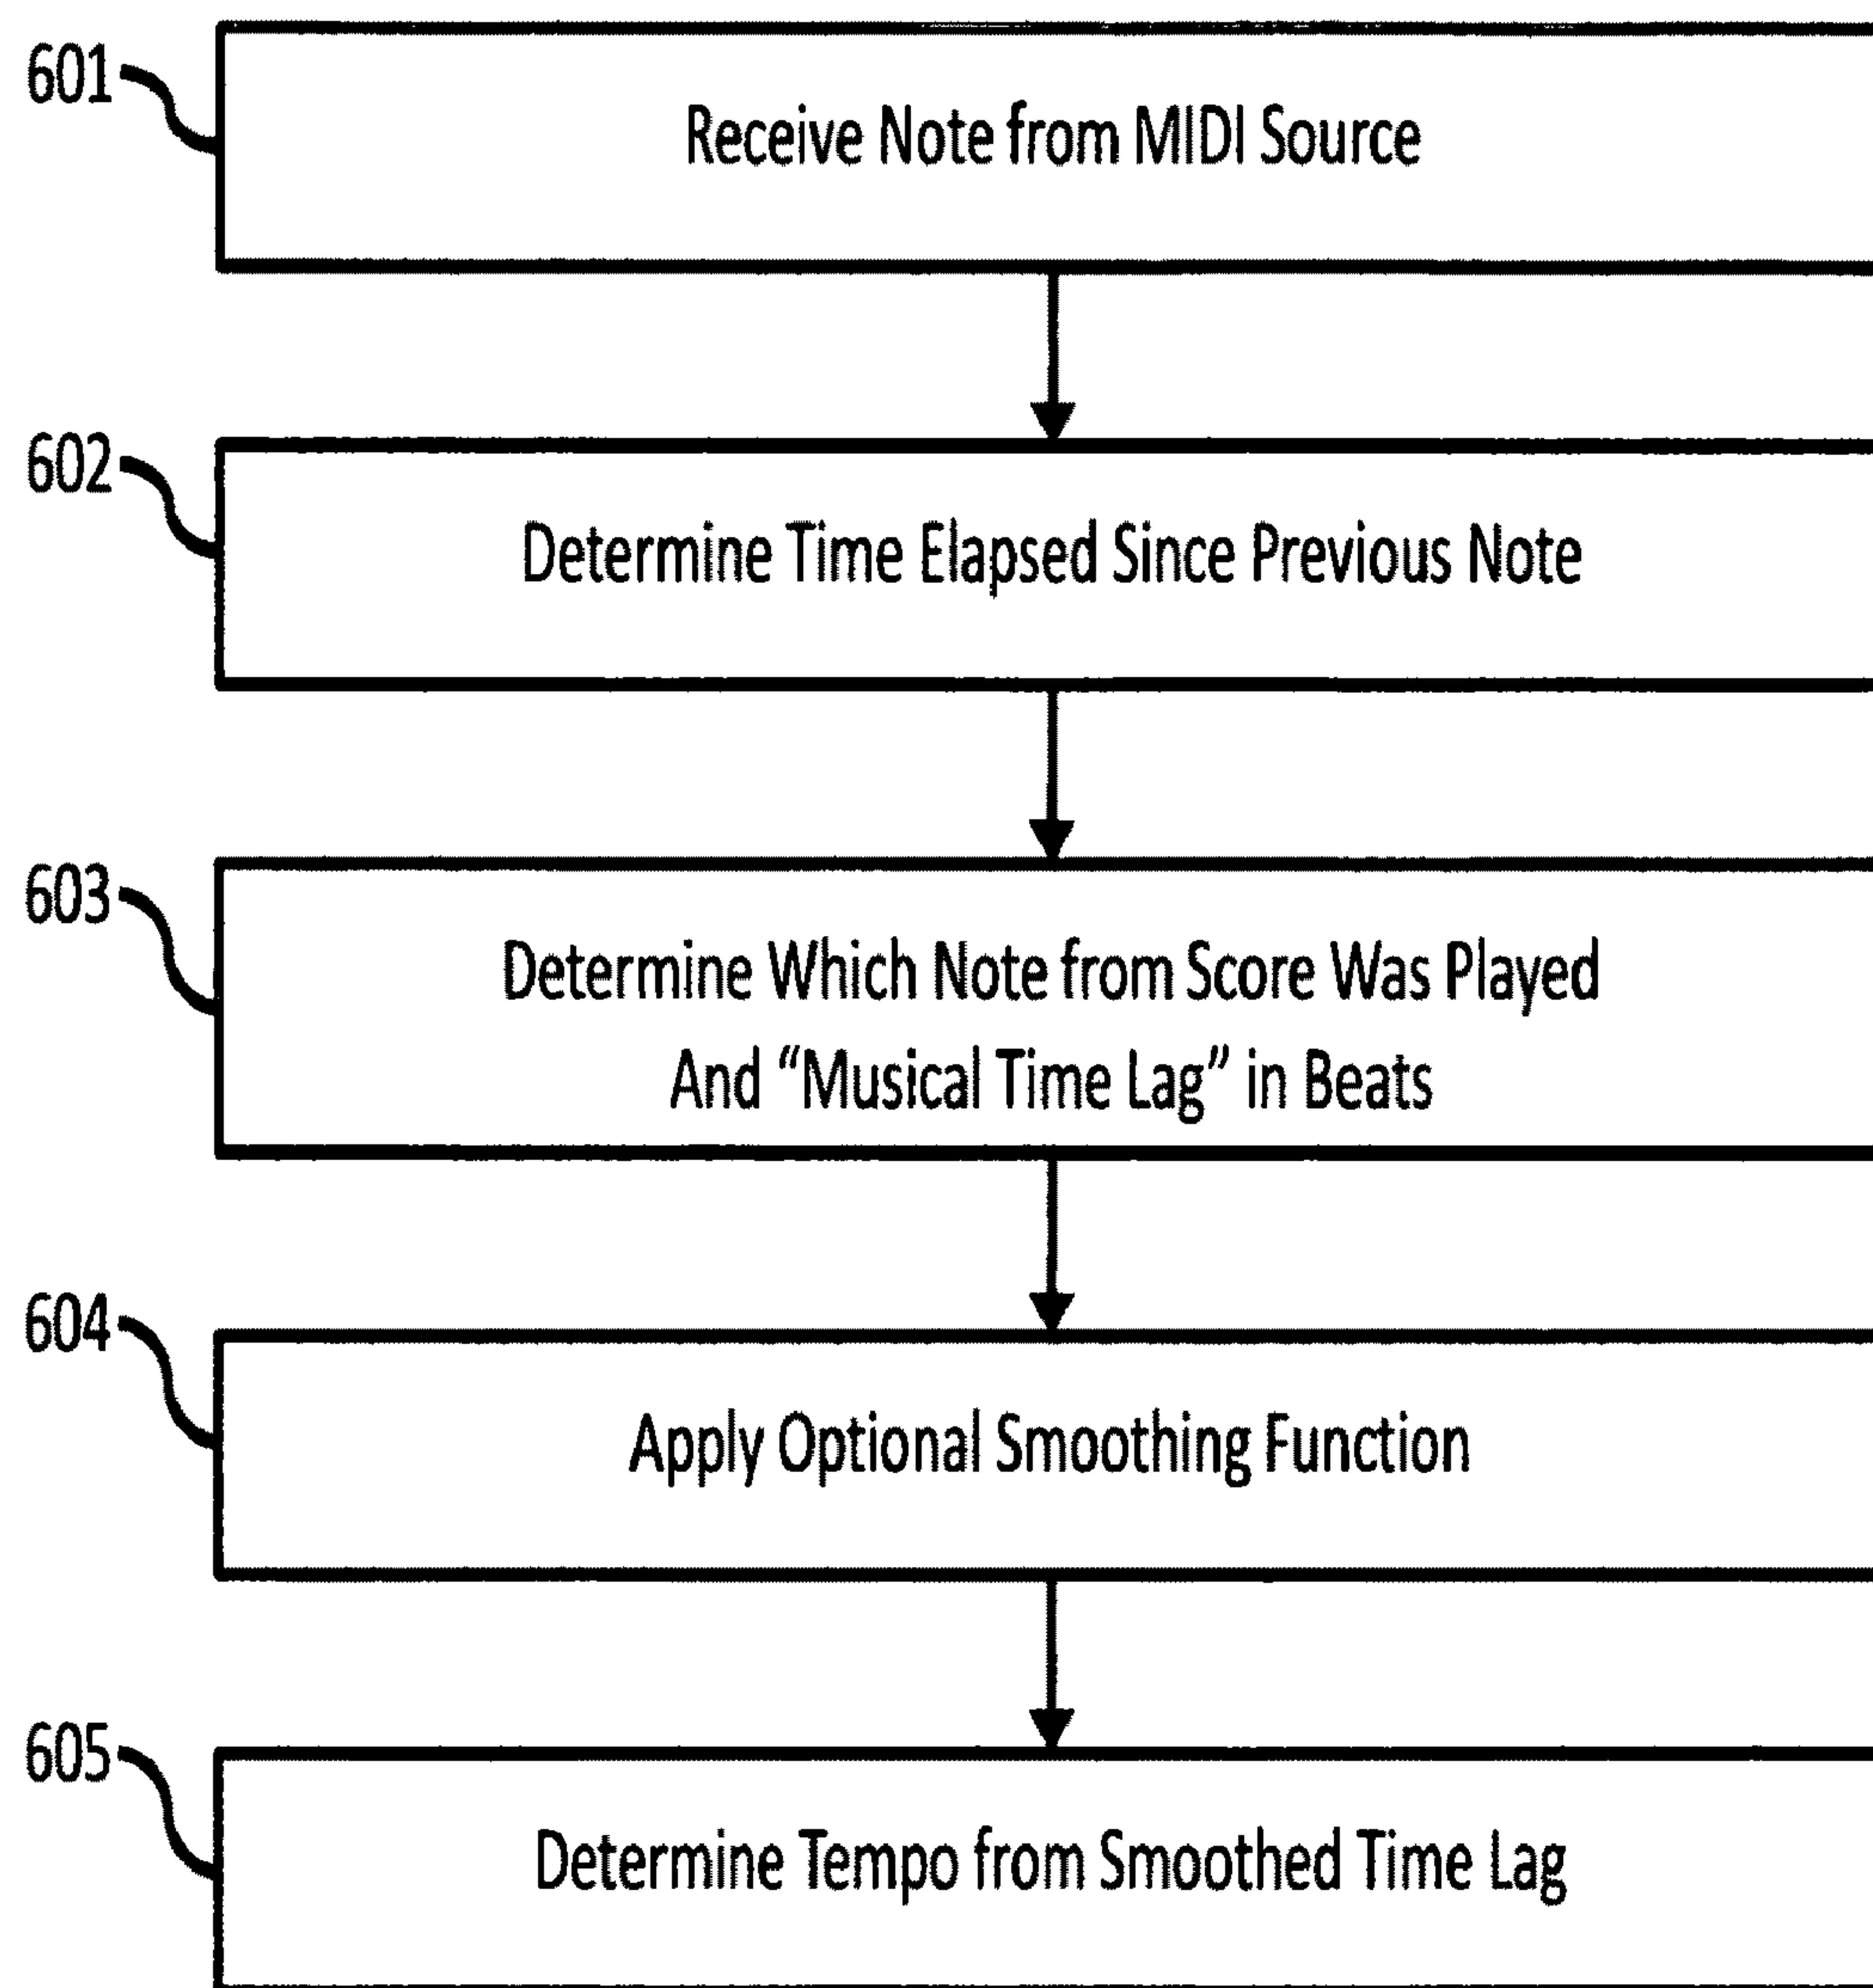 601
Receive Note from MIDI Source
602
Determine Time Elapsed Since Previous Note
603
Determine Which Note from Score Was Played
And “Musical Time Lag” in Beats
604
Apply Optional Smoothing Function
605
Determine Tempo from Smoothed Time Lag